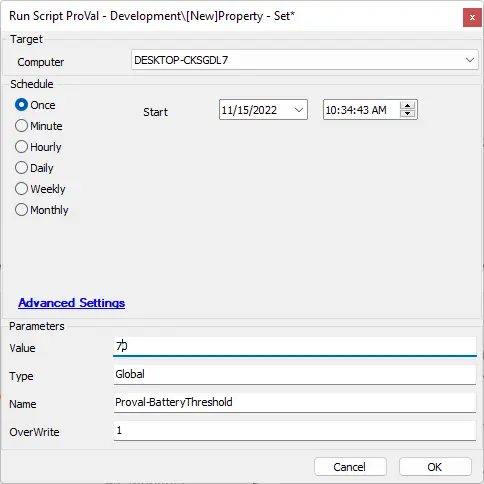 Run Script ProVal - Development\[New]Property - Set*
Target
Computer DESKTOP-CKSGDL7
Schedule
Once Start 11/15/2022 10:34:43 AM
Minute
Hourly
Daily
Weekly
Monthly
Advanced Settings
Parameters
Value 70
Type Global
Name Proval-BatteryThreshold
OverWrite 1
Cancel OK